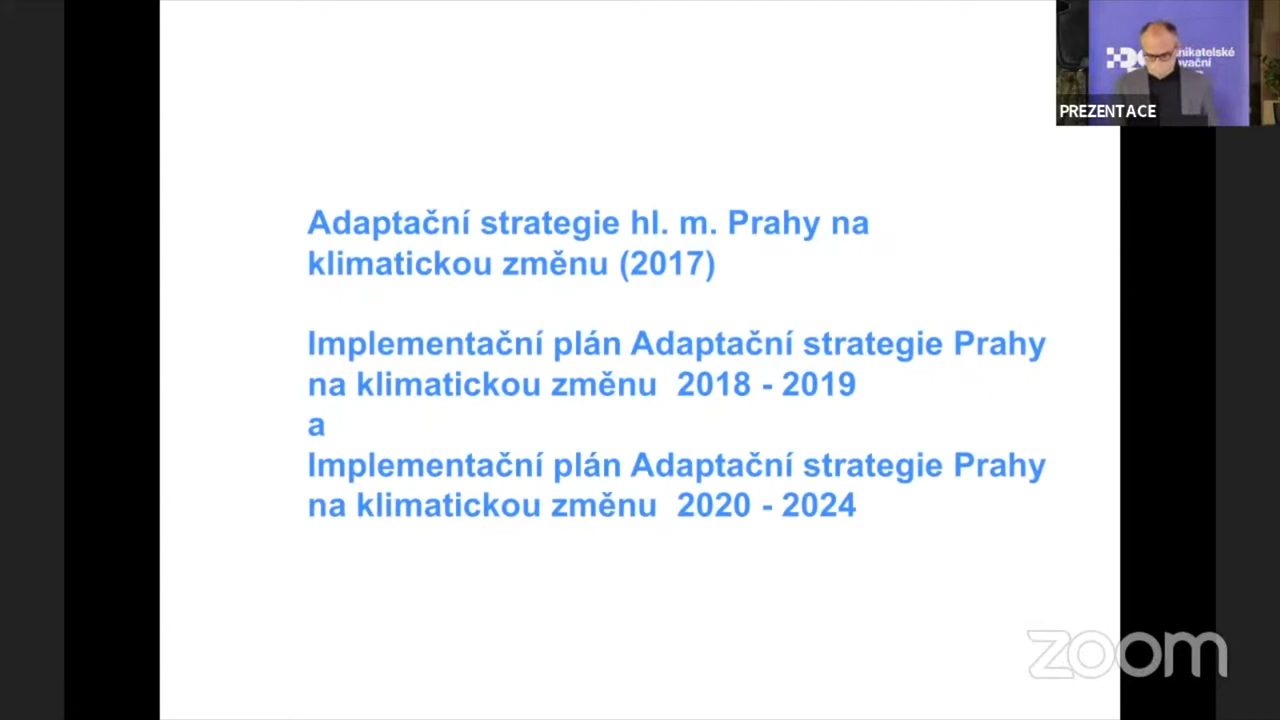 Adaptační strategie hl. m. Prahy na
klimatickou změnu (2017)
Implementační plán Adaptační strategie Prahy
na klimatickou změnu 2018 - 2019
a
Implementační plán Adaptační strategie Prahy
na klimatickou změnu 2020 - 2024
PREZENTACE
zoom